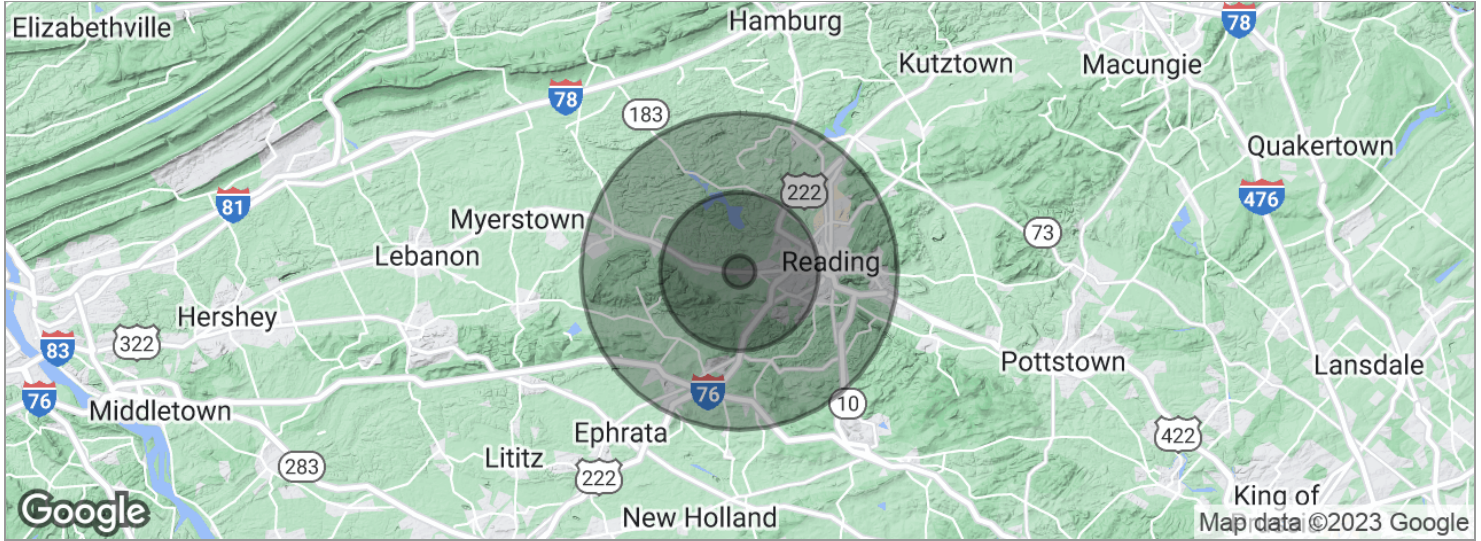 Elizabethville
Hamburg
78
Kutztown
Macungie
78
183
Quakertown
222
476
81
Myerstown
73
Lebanon
Reading
Hershey
322
83
Pottstown
Lansdale
76
76
Middletown
10
Ephrata
422
Lititz
283
222
King of
Google
New Holland
Map data ©2023 Google